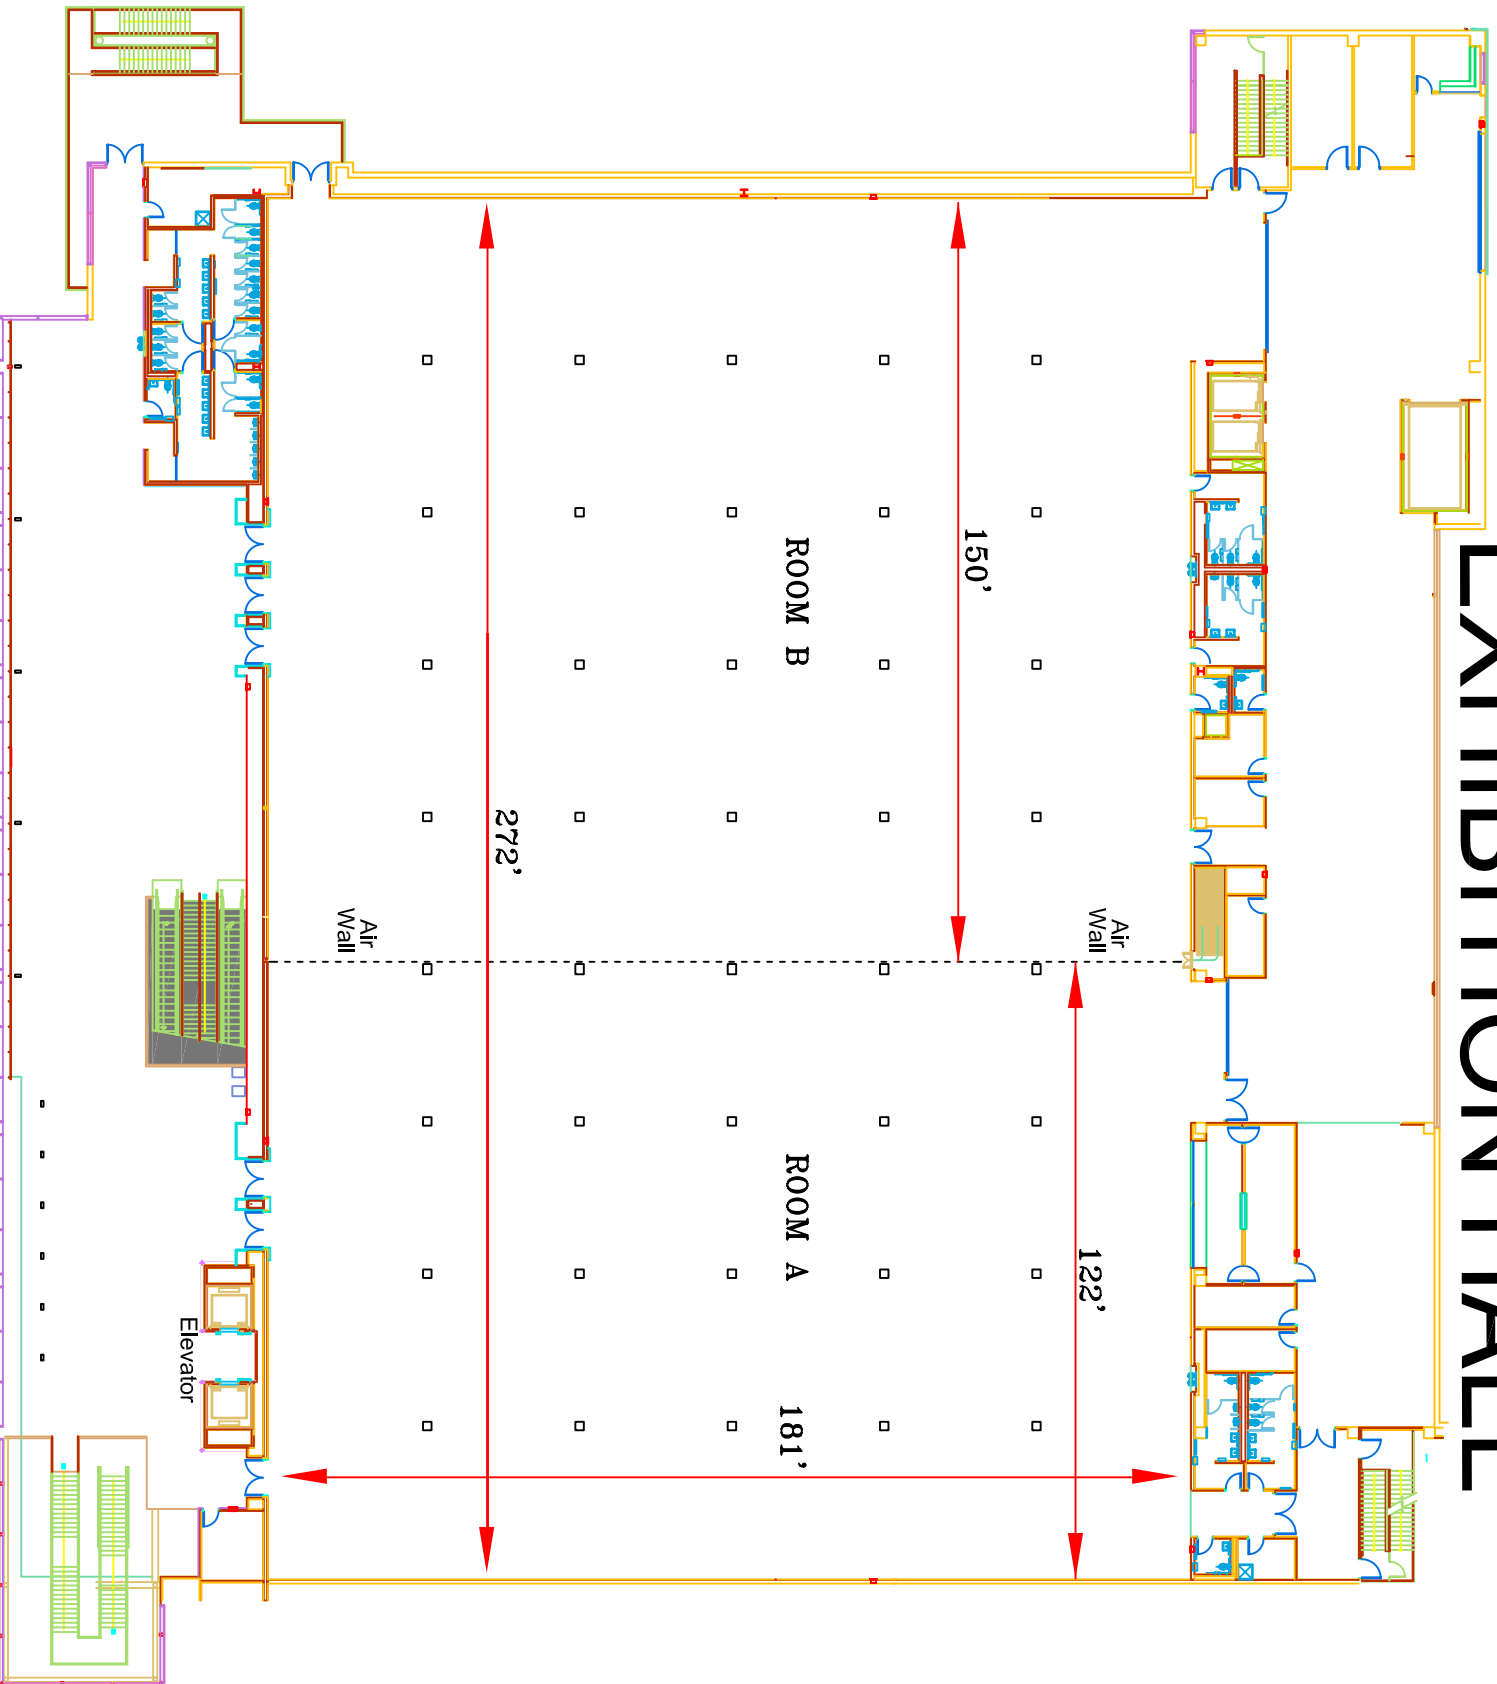 EXHIBITION HALL
150'
ROOM B
272'
Air
Wall
Air
Wall
ROOM A
122'
181'
Elevator